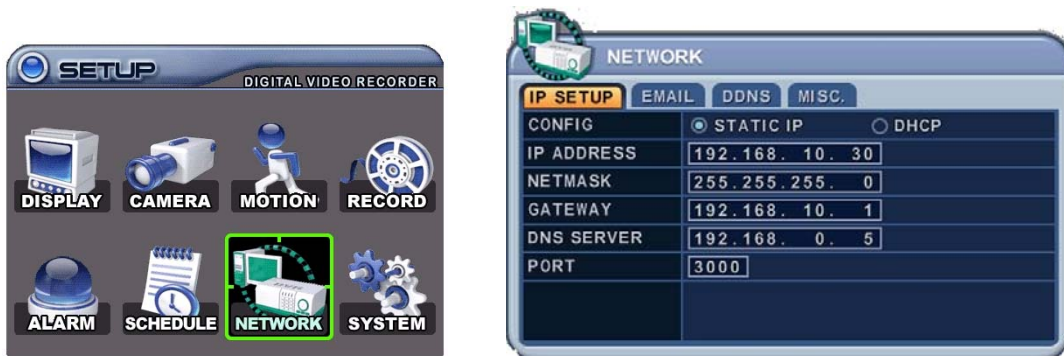 SETUP
DIGITAL VIDEO RECORDER
DISPLAY CAMERA MOTION RECORD
ALARM SCHEDULE NETWORK SYSTEM
NETWORK
IP SETUP EMAIL DDNS MISC.
CONFIG STATIC IP DHCP
IP ADDRESS 192.168. 10. 30
NETMASK 255.255.255. 0
GATEWAY 192.168. 10. 1
DNS SERVER 192.168. 0. 5
PORT 3000